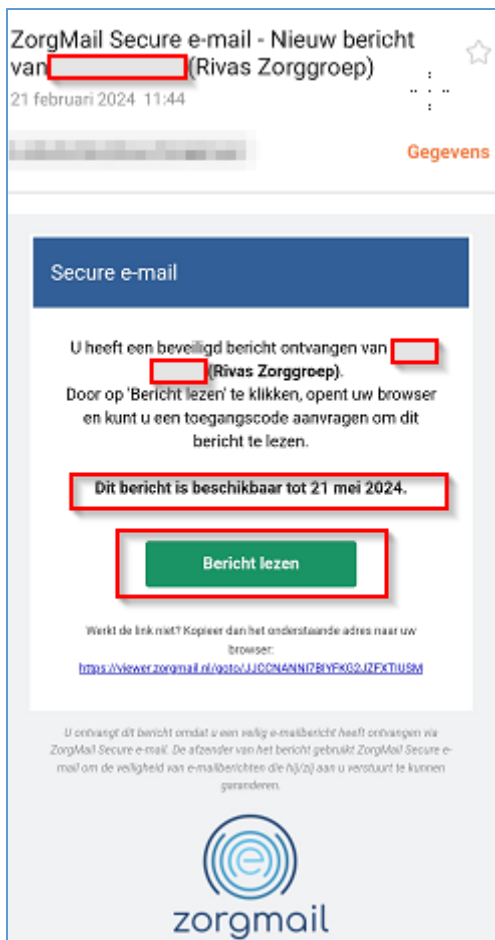 ZorgMail Secure e-mail - Nieuw bericht
van (Rivas Zorggroep)
21 februari 2024 11:44
Gegevens
Secure e-mail
U heeft een beveiligd bericht ontvangen van
(Rivas Zorggroep).
Door op 'Bericht lezen' te klikken, opent uw browser
en kunt u een toegangscode aanvragen om dit
bericht te lezen.
Dit bericht is beschikbaar tot 21 mei 2024.
Bericht lezen
Werkt de link niet? Kopieer dan het onderstaande adres naar uw
browser:
https://viewer.zorgmail.nl/goto/
U ontvangt dit bericht omdat u een veilig e-mailbericht heeft ontvangen via
ZorgMail Secure e-mail. De afzender van het bericht gebruikt ZorgMail Secure e-
mail om de veiligheid van e-mailberichten die hij/zij aan u verstuurt te kunnen
garanderen.
e
zorgmail